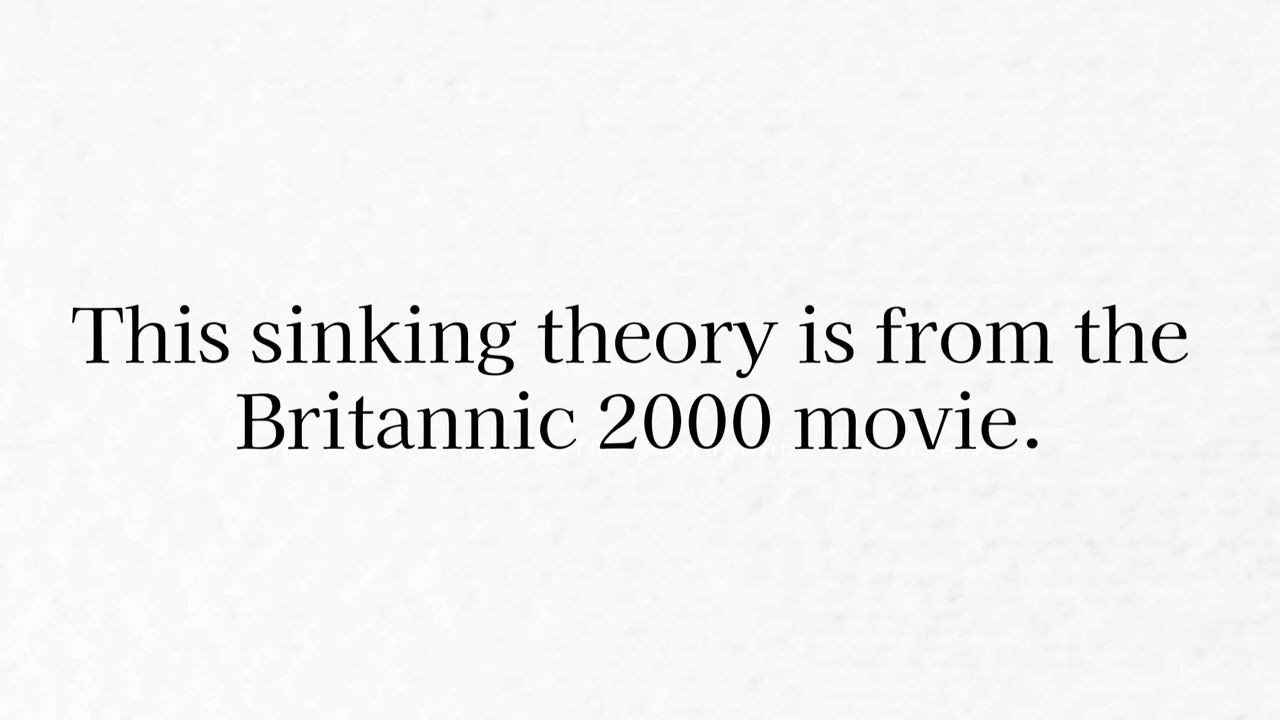 This sinking theory is from the
Britannic 2000 movie.